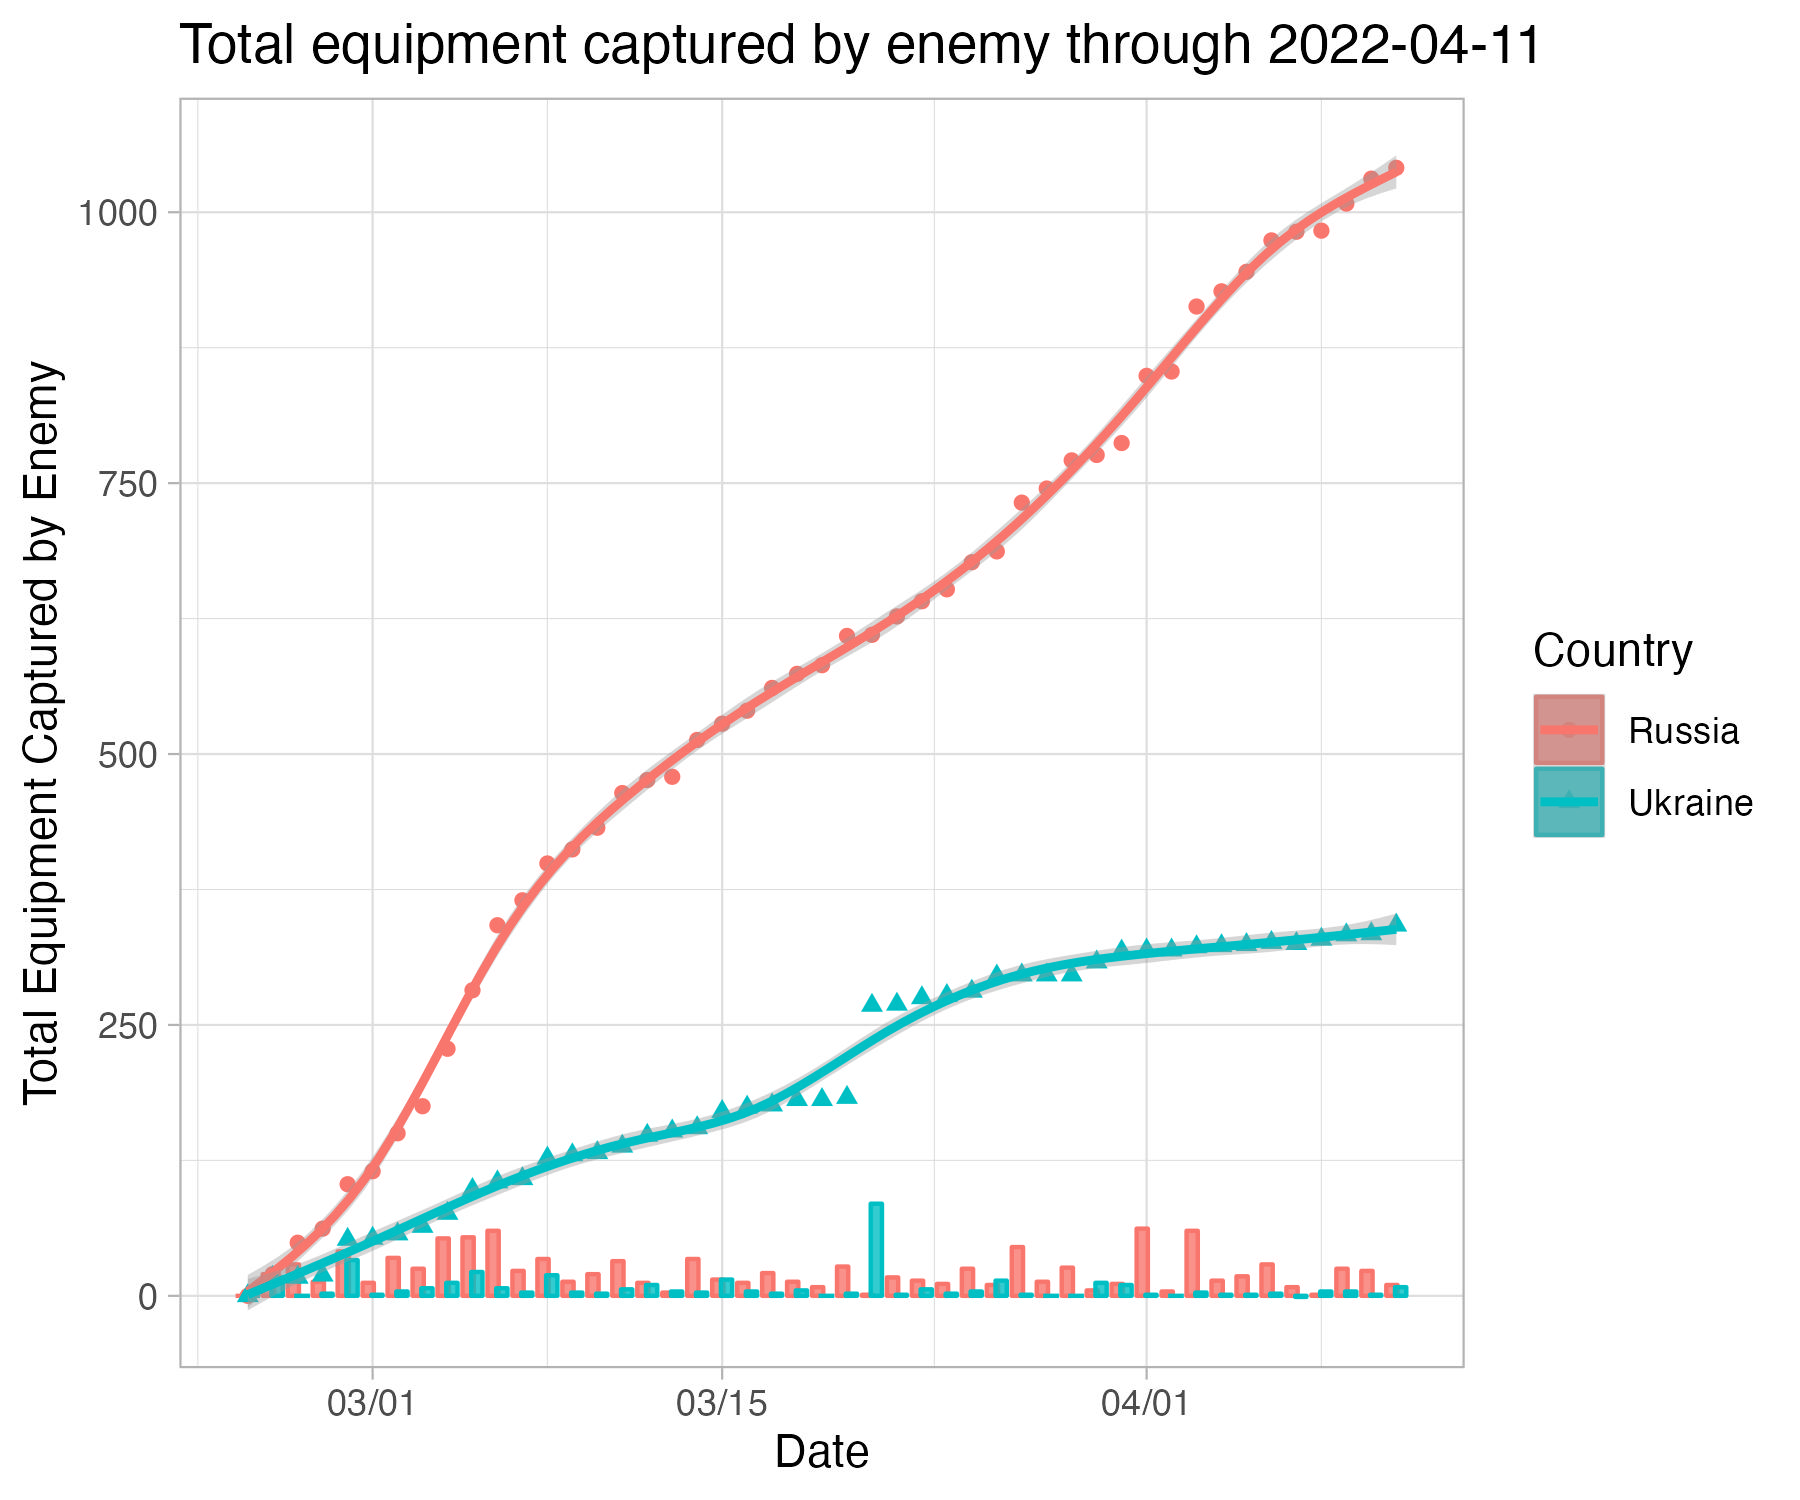 Total equipment captured by enemy through 2022-04-11
Total Equipment Captured by Enemy
1000
750
500
250
0
03/01
03/15
04/01
Date
Country
Russia
Ukraine